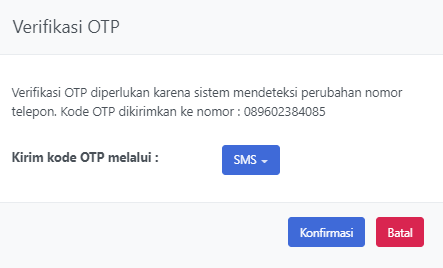 Verifikasi OTP
Verifikasi OTP diperlukan karena sistem mendeteksi perubahan nomor
telepon. Kode OTP dikirimkan ke nomor : 089602384085
Kirim kode OTP melalui : SMS
Konfirmasi Batal